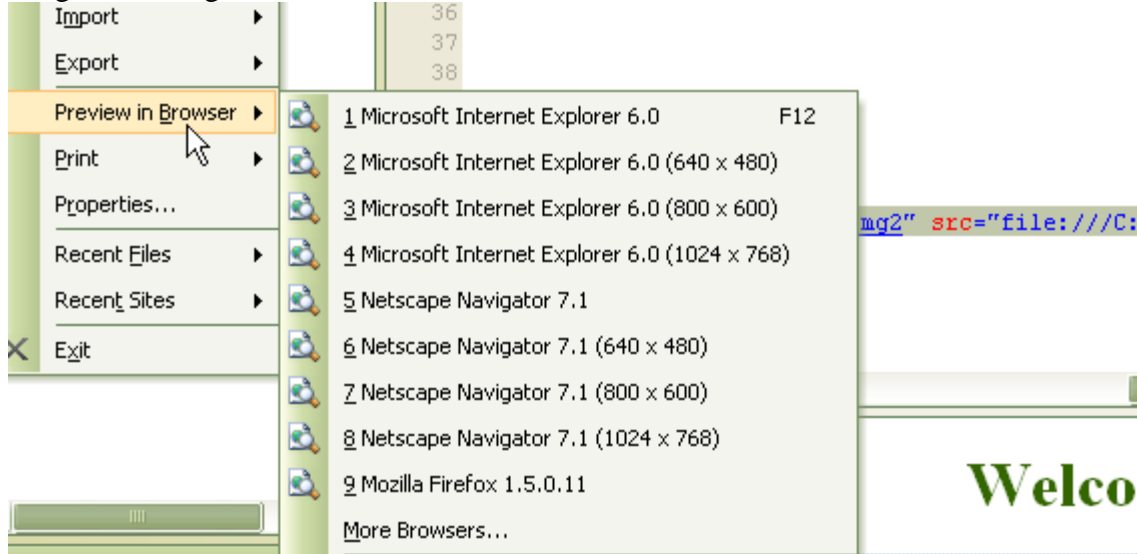 Import
Export
Preview in Browser
Print
Properties...
Recent Files
Recent Sites
Exit
36
37
38
1 Microsoft Internet Explorer 6.0 F12
2 Microsoft Internet Explorer 6.0 (640 x 480)
3 Microsoft Internet Explorer 6.0 (800 x 600)
4 Microsoft Internet Explorer 6.0 (1024 x 768)
5 Netscape Navigator 7.1
6 Netscape Navigator 7.1 (640 x 480)
7 Netscape Navigator 7.1 (800 x 600)
8 Netscape Navigator 7.1 (1024 x 768)
9 Mozilla Firefox 1.5.0.11
More Browsers...
mg2" src="file:///C:
Welco